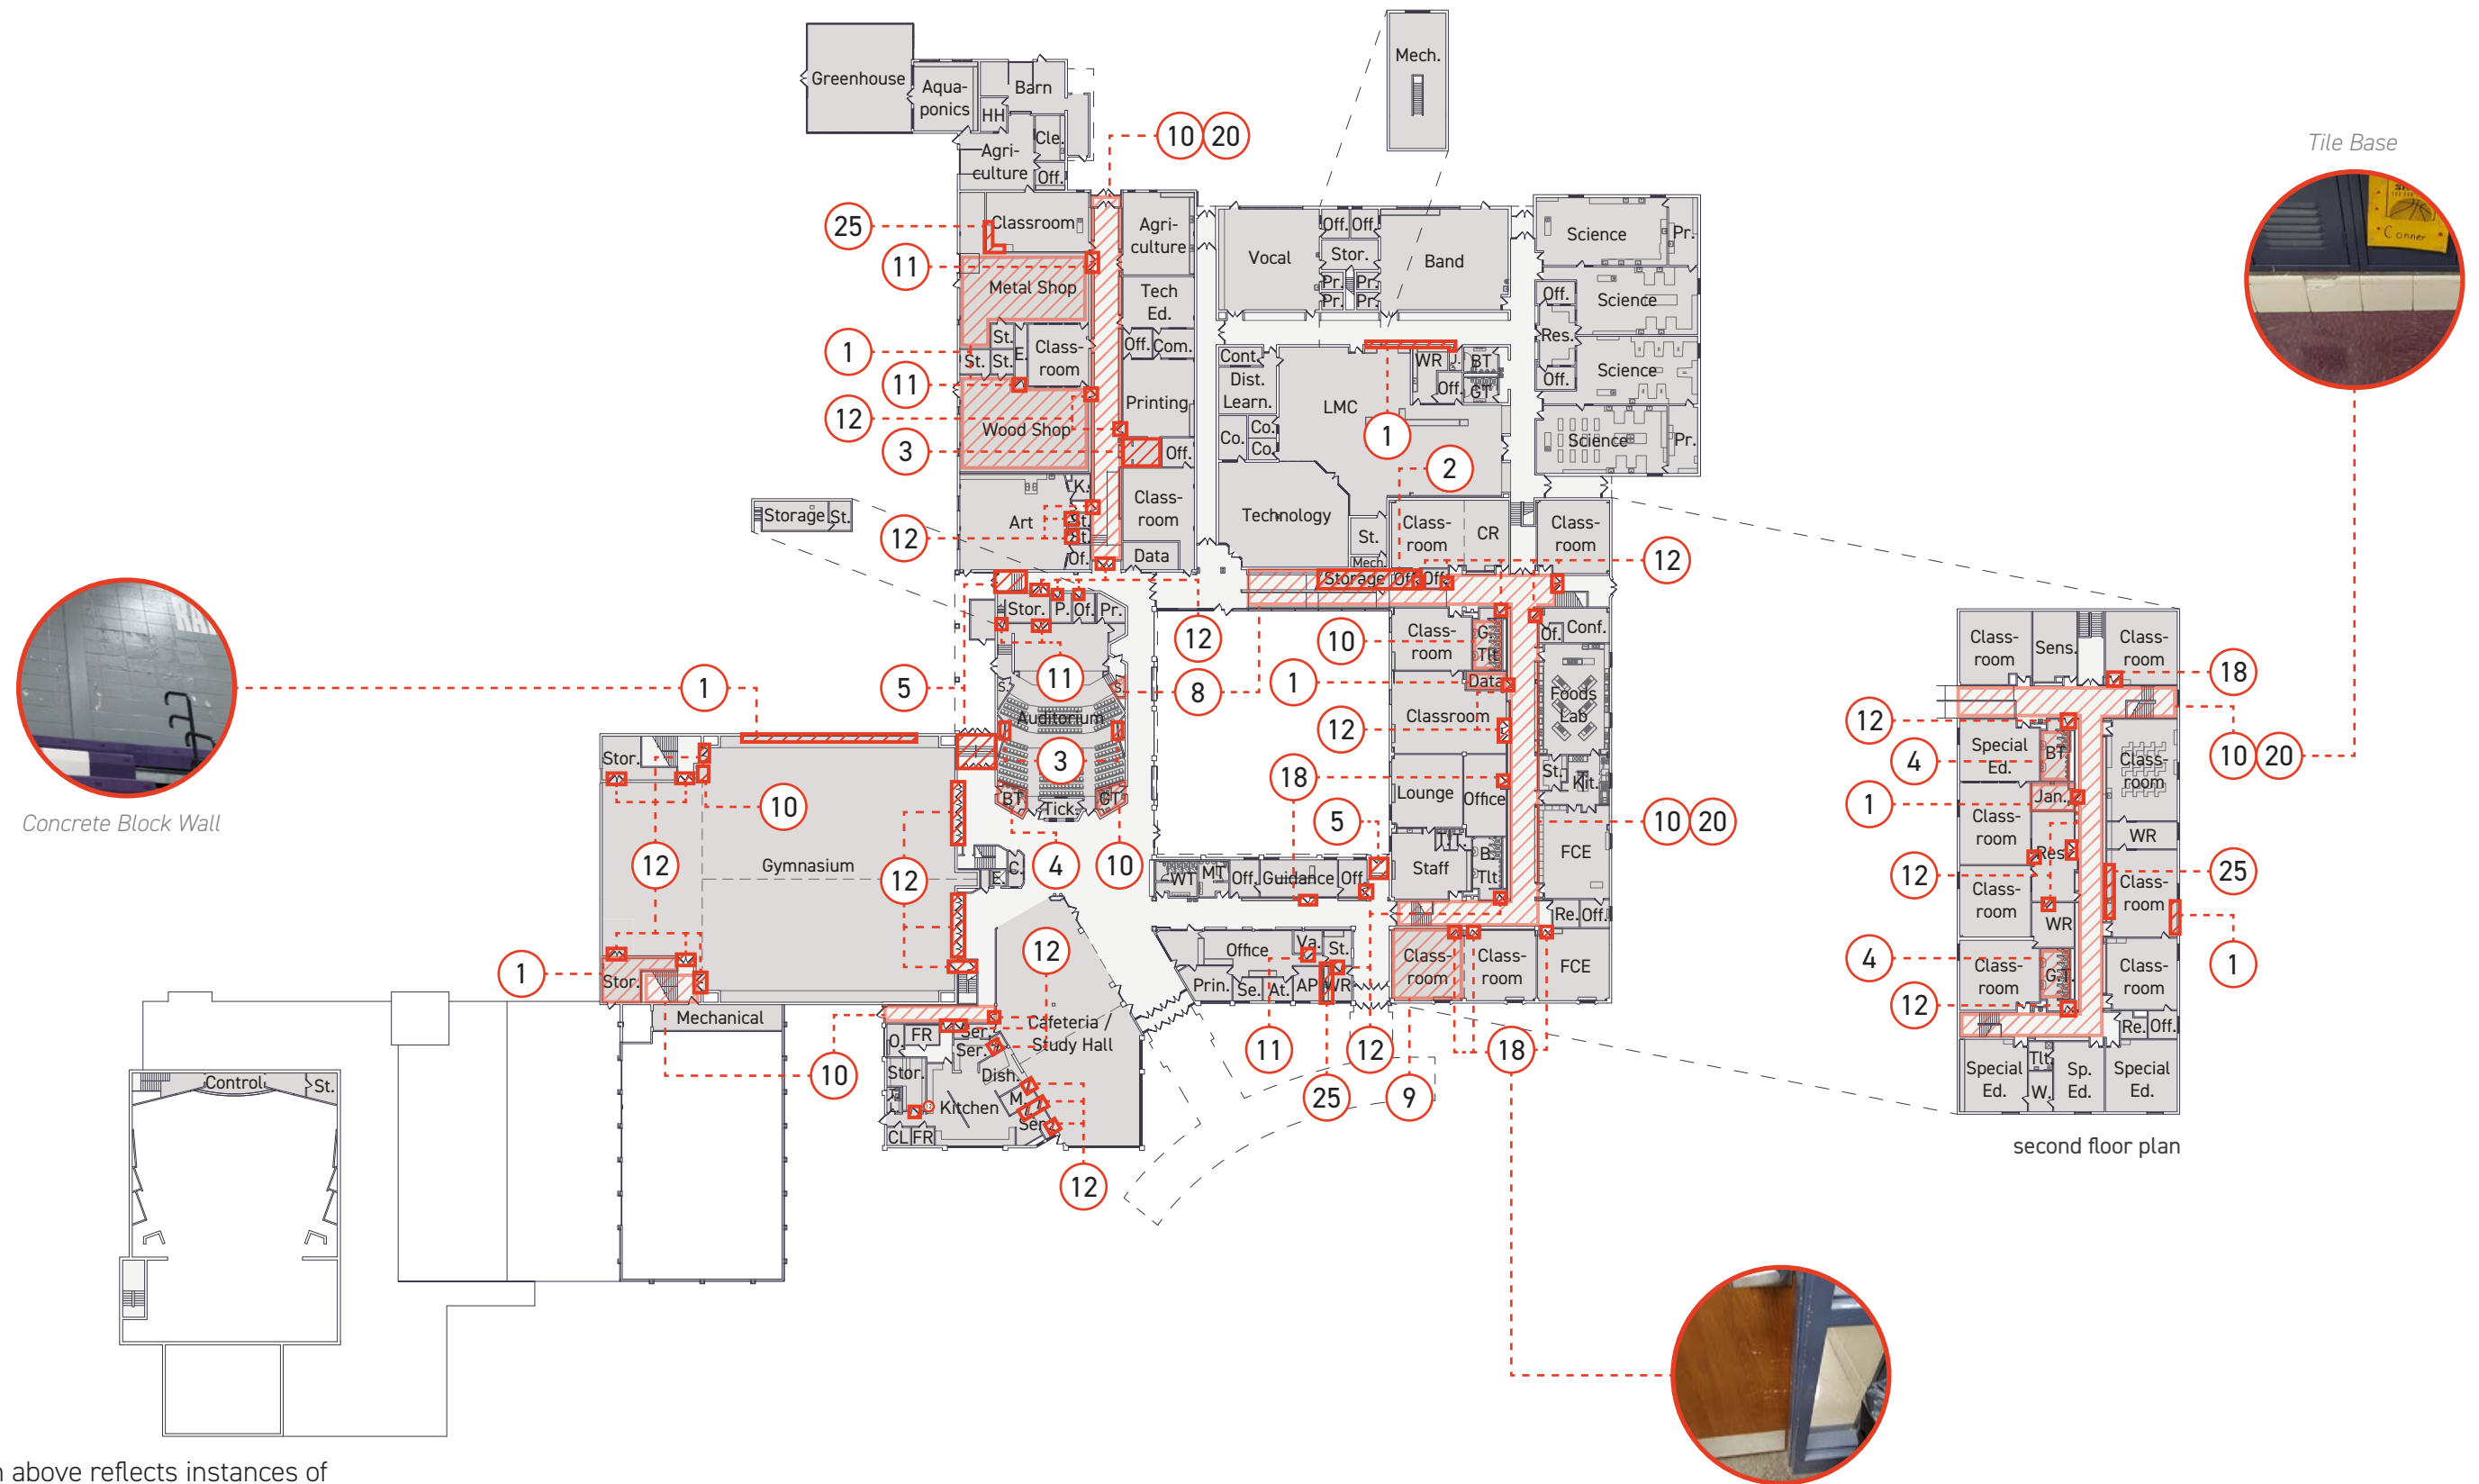 Mech.
Greenhouse
Aqua-
ponics
Barn
HH
Cle.
Agri-
culture
Off.
10 20
Tile Base
Conner
25
Classroom
Agri-
culture
11
Metal Shop
Vocal
Off. Off.
Stor.
Pr. Pr.
Pr. Pr.
Band
Science
Pr.
Off.
Science
Res.
Science
Off.
Science
Pr.
Tech
Ed.
1
St.
St. St.
E.
Class-
room
Off. Com.
11
12
Printing
Wood Shop
3
Off.
Cont.
Dist.
Learn.
LMC
WR
J.
BT
Off.
GT
Co.
Co.
Co.
1
2
K.
Art
St.
St.
Of.
Class-
room
Data
12
Technology
St.
Mech.
Class-
room
CR
Class-
room
12
Storage St.
Storage Off. Off.
Stor. P. Of. Pr.
12
11
5
8
S. S.
Auditorium
3
BT Tick. GT
4
10
10
Class-
room
G.
Tlt.
Of. Conf.
1
Data
12
Classroom
Foods
Lab
18
Lounge
Office
St. Kit.
5
10 20
Staff
T.T.
B.
Tlt.
FCE
WT MT Off. Guidance Off.
Re. Off.
Class-
room
Sens.
Class-
room
18
12
Special
Ed.
BT
4
Class-
room
10 20
Jan.
1
Class-
room
WR
Res.
12
Class-
room
Class-
room
25
WR
1
4
Class-
room
G.T.
Class-
room
12
Re. Off.
Special
Ed.
Tlt.
W.
Sp.
Ed.
Special
Ed.
second floor plan
1
Concrete Block Wall
Stor.
10
12
Gymnasium
12
E. C.
1
Stor.
12
Mechanical
10
Office
Va. St.
Prin. Se. At. AP WR
11
25
12
Class-
room
Class-
room
FCE
9
18
Cafeteria /
Study Hall
O. FR
Ser.
Ser.
Stor.
Dish.
Kitchen
M.
Ser.
CL FR
12
Control
St.
above reflects instances of